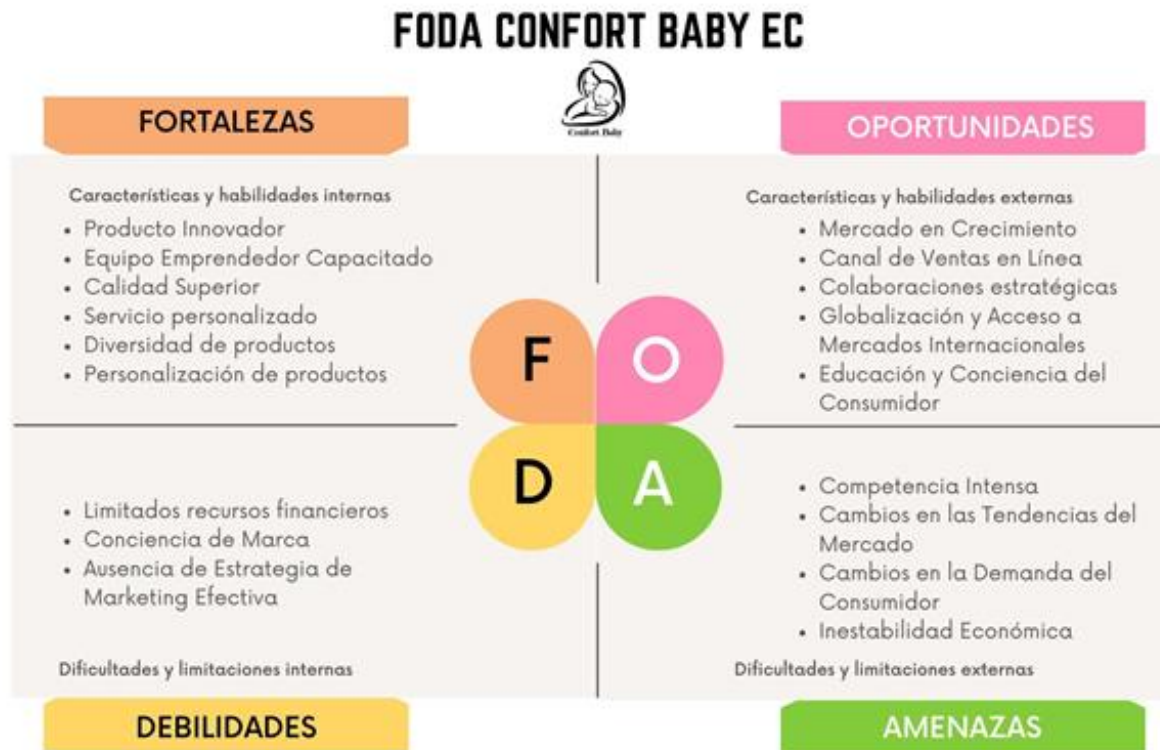 FODA CONFORT BABY EC
Confort Baby
FORTALEZAS
Características y habilidades internas
• Producto Innovador
• Equipo Emprendedor Capacitado
• Calidad Superior
• Servicio personalizado
• Diversidad de productos
• Personalización de productos
OPORTUNIDADES
Características y habilidades externas
• Mercado en Crecimiento
• Canal de Ventas en Línea
• Colaboraciones estratégicas
• Globalización y Acceso a
Mercados Internacionales
• Educación y Conciencia del
Consumidor
F
O
D
A
• Limitados recursos financieros
• Conciencia de Marca
• Ausencia de Estrategia de
Marketing Efectiva
Dificultades y limitaciones internas
DEBILIDADES
• Competencia Intensa
• Cambios en las Tendencias del
Mercado
• Cambios en la Demanda del
Consumidor
• Inestabilidad Económica
Dificultades y limitaciones externas
AMENAZAS